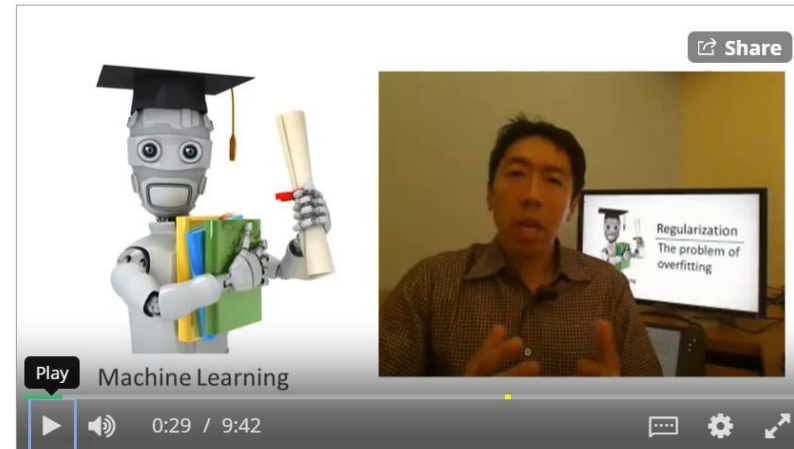 Share
Regularization
The problem of
overfitting
Play
Machine Learning
0:29 / 9:42